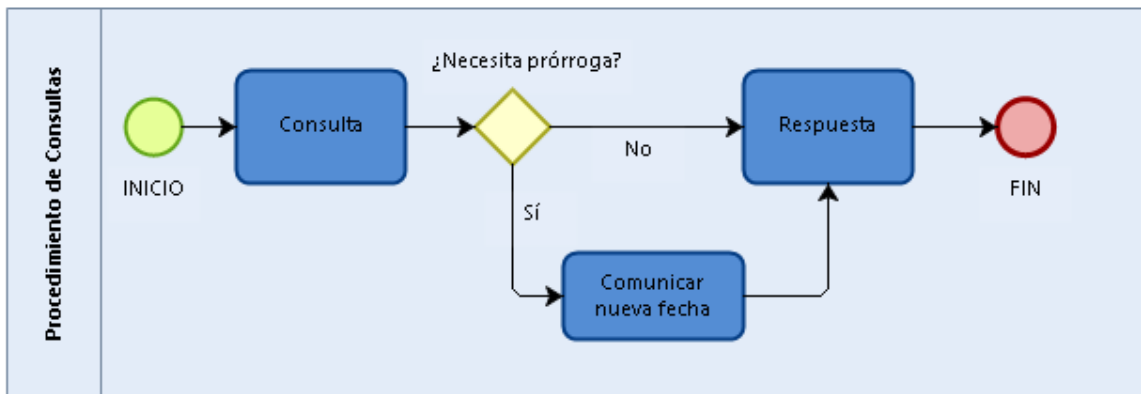 Procedimiento de Consultas
¿Necesita prórroga?
Consulta
Respuesta
No
INICIO
FIN
Sí
Comunicar
nueva fecha